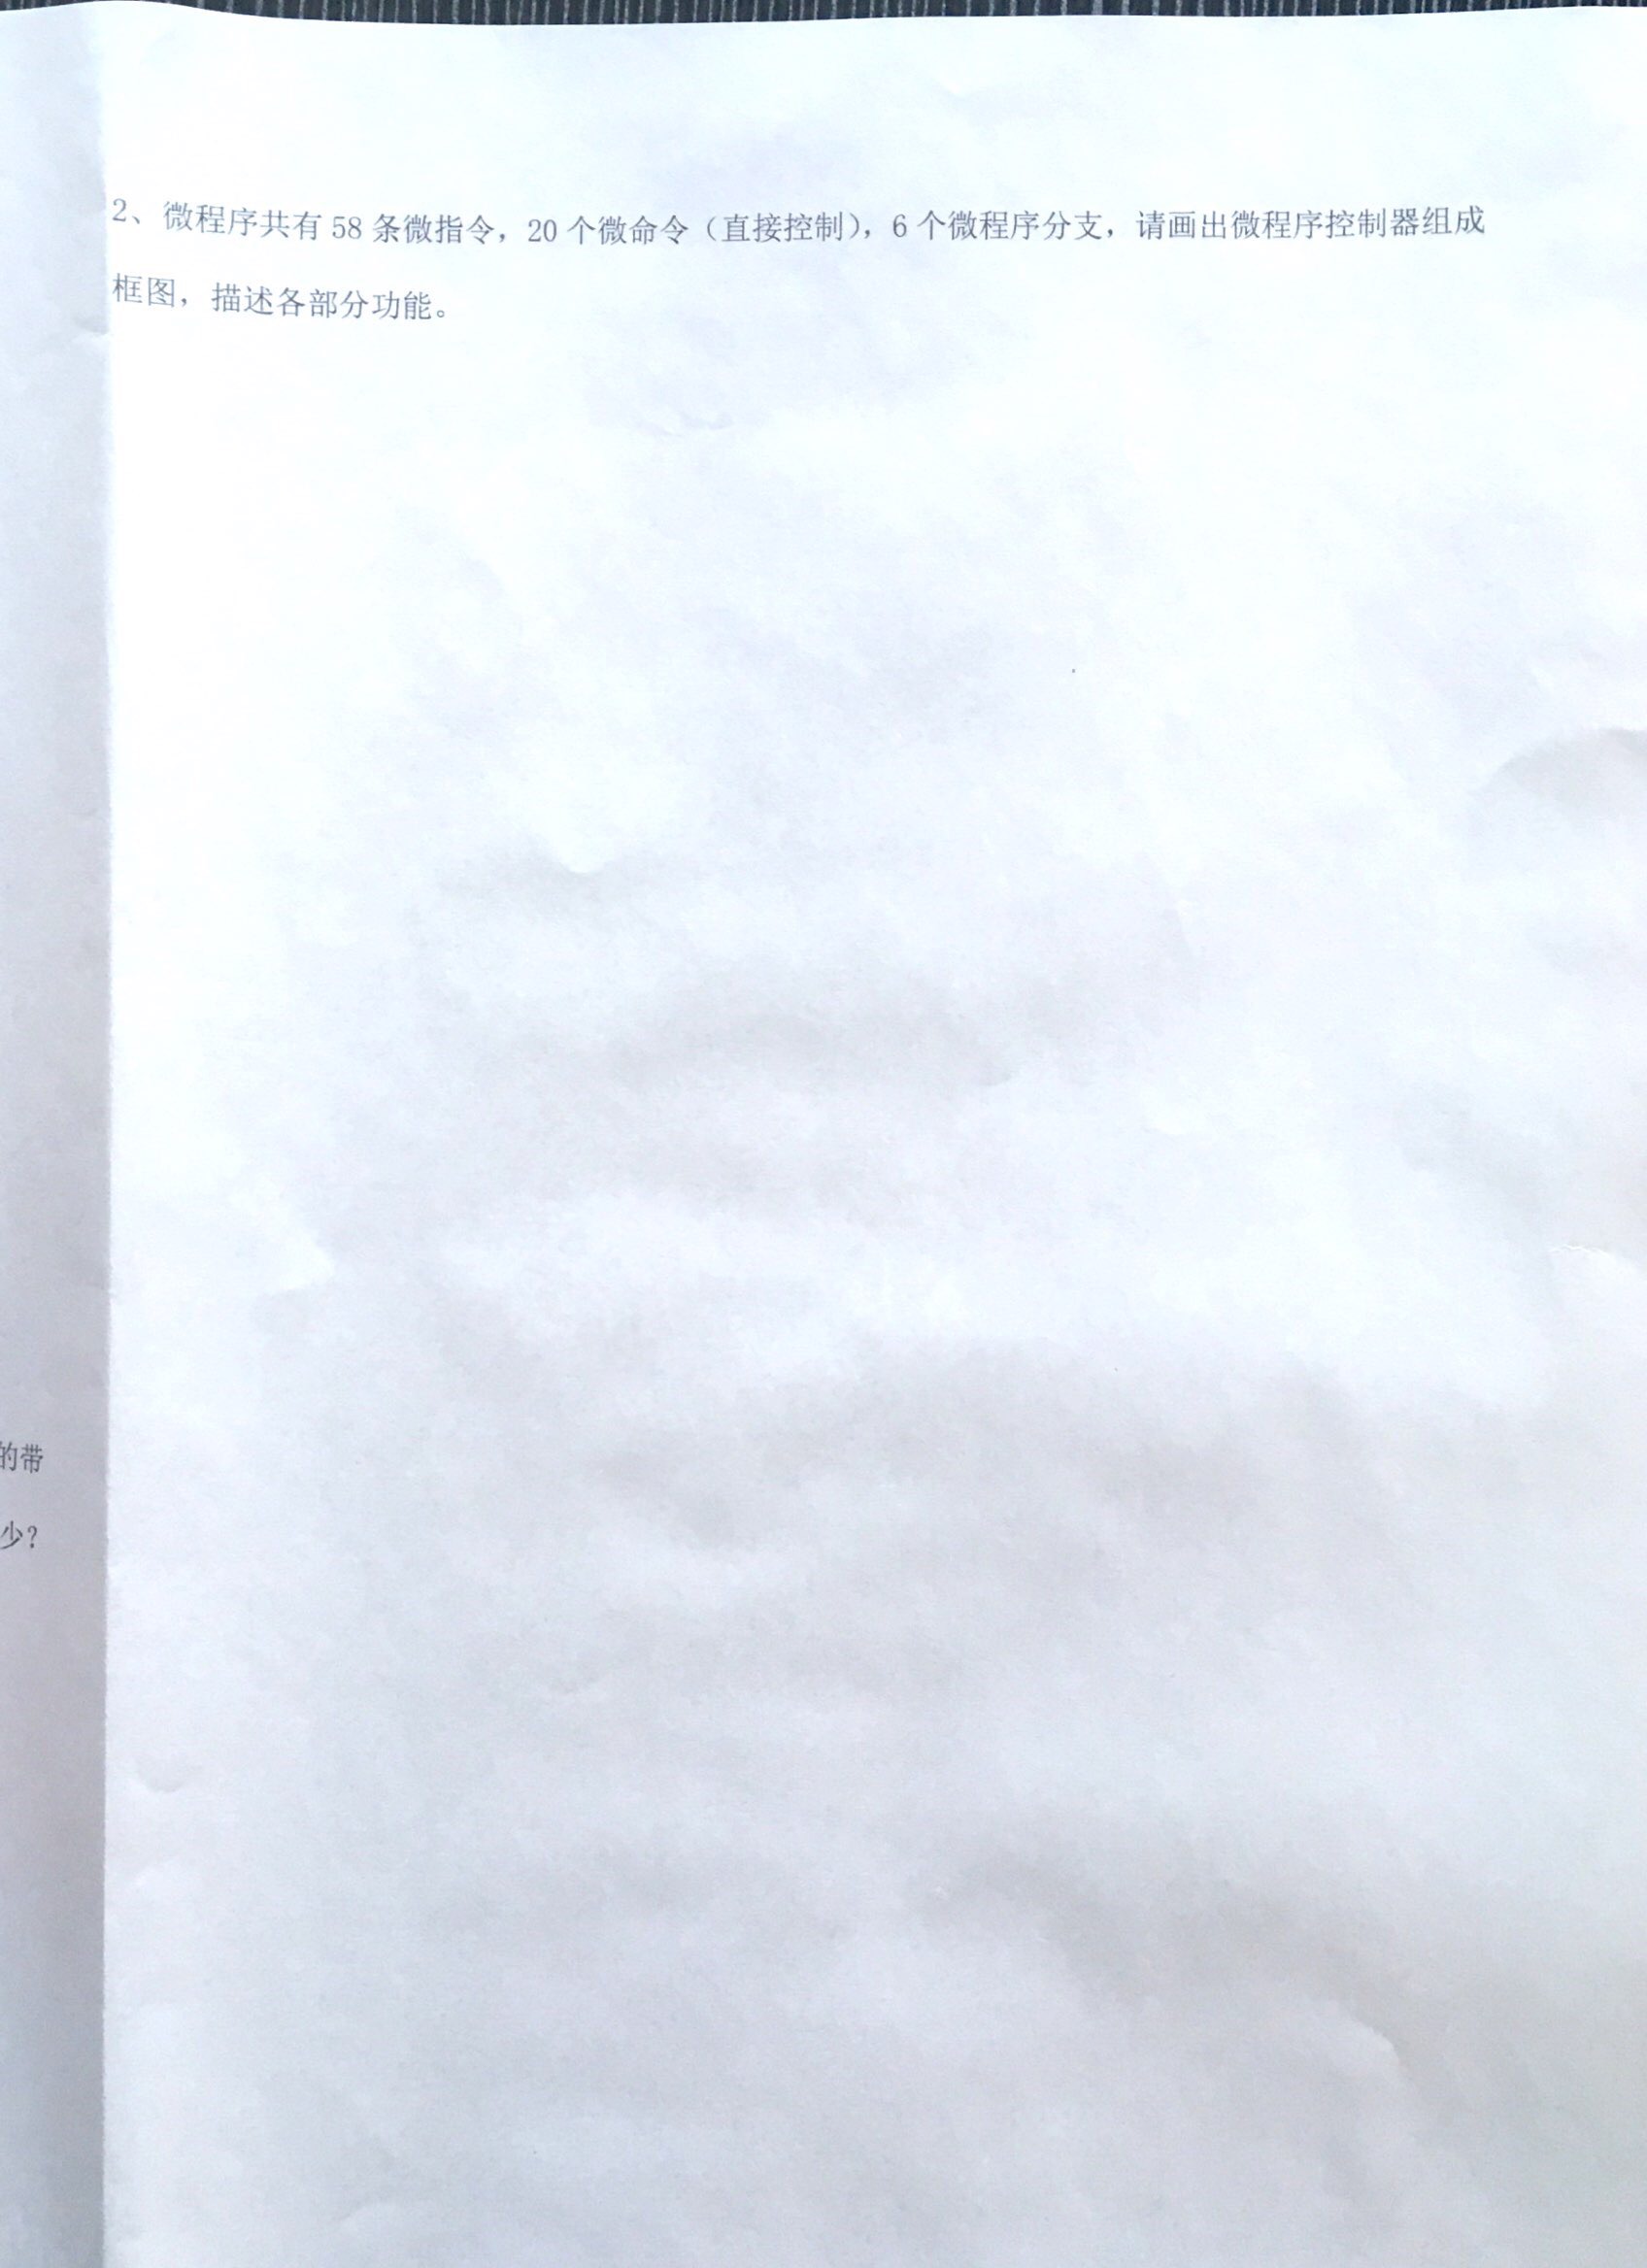 2、微程序共有 58 条微指令，20 个微命令（直接控制），6 个微程序分支，请画出微程序控制器组成
框图，描述各部分功能。
的带
少？